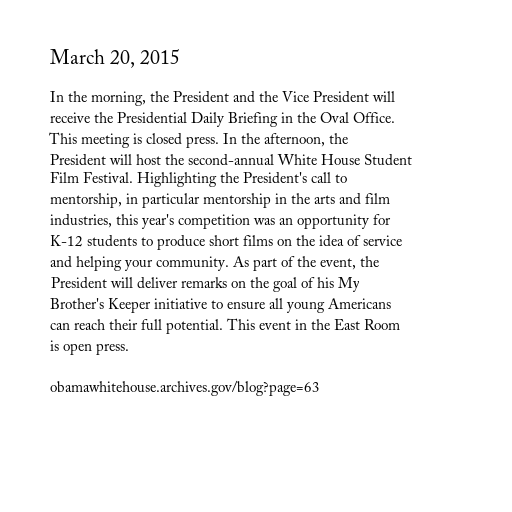 March 20, 2015
In the morning, the President and the Vice President will
receive the Presidential Daily Briefing in the Oval Office.
This meeting is closed press. In the afternoon, the
President will host the second-annual White House Student
Film Festival. Highlighting the President's call to
mentorship, in particular mentorship in the arts and film
industries, this year's competition was an opportunity for
K-12 students to produce short films on the idea of service
and helping your community. As part of the event, the
President will deliver remarks on the goal of his My
Brother's Keeper initiative to ensure all young Americans
can reach their full potential. This event in the East Room
is open press.
obamawhitehouse.archives.gov/blog?page=63